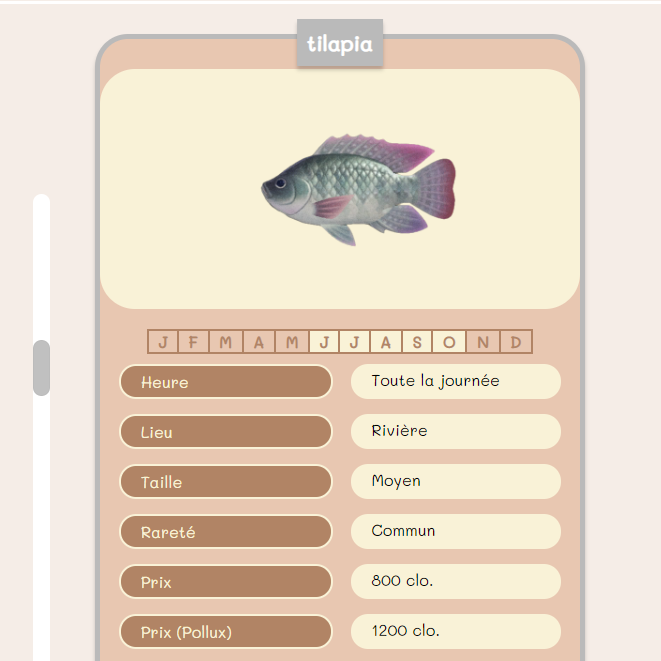 tilapia
J F M A M J J A S O N D
Heure Toute la journée
Lieu Rivière
Taille Moyen
Rareté Commun
Prix 800 clo.
Prix (Pollux) 1200 clo.